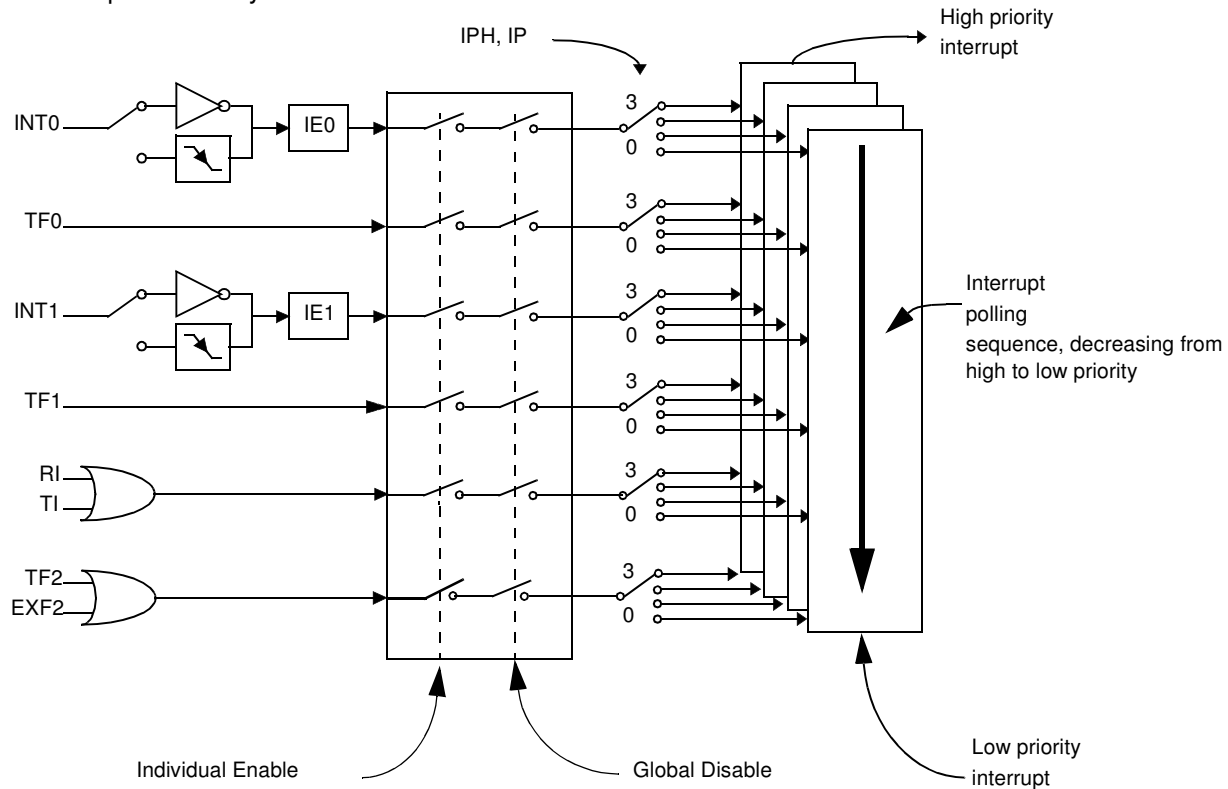 High priority
interrupt
IPH, IP
INT0
IE0
3
0
TF0
3
0
INT1
IE1
3
0
Interrupt
polling
sequence, decreasing from
high to low priority
TF1
3
0
RI
TI
3
0
TF2
EXF2
3
0
Individual Enable
Global Disable
Low priority
interrupt